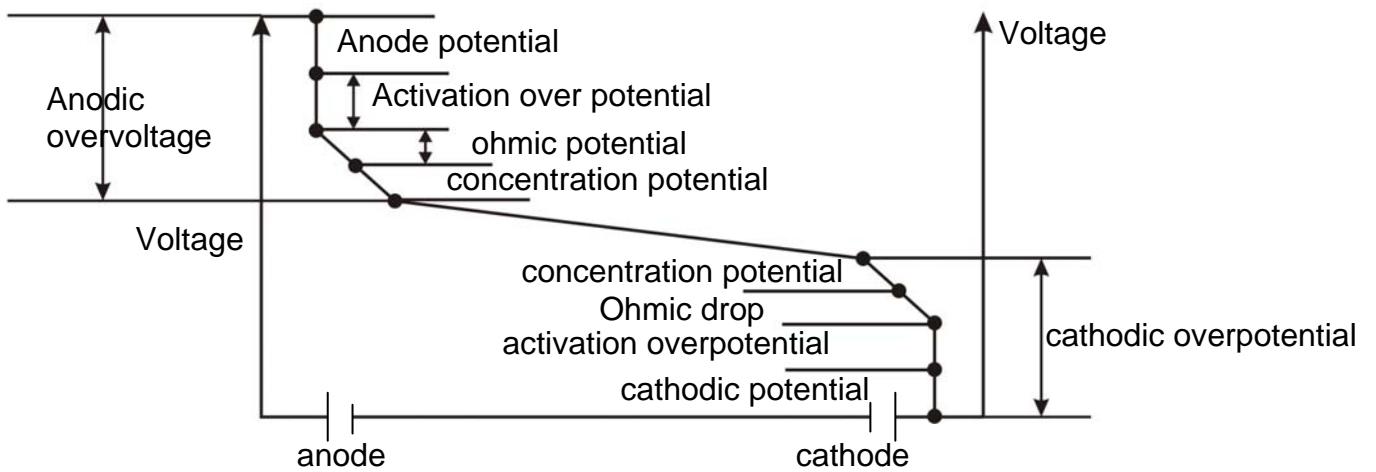 Anode potential
Voltage
Activation over potential
Anodic
overvoltage
ohmic potential
concentration potential
Voltage
concentration potential
Ohmic drop
activation overpotential
cathodic overpotential
cathodic potential
anode
cathode